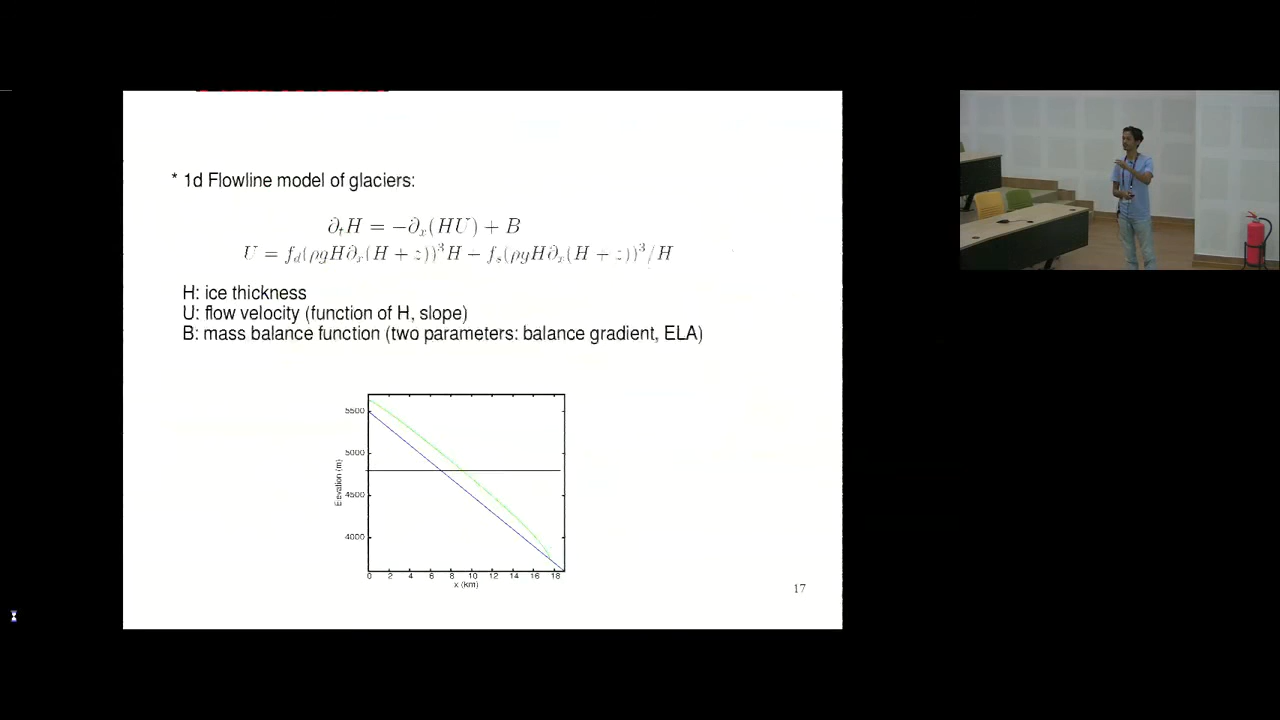 * 1d Flowline model of glaciers:
∂ₜH = −∂ₓ(HU) + B
U = f_d(ρgH∂ₓ(H + z))³H − fₛ(ρgH∂ₓ(H + z))³/H
H: ice thickness
U: flow velocity (function of H, slope)
B: mass balance function (two parameters: balance gradient, ELA)
5500
5000
4500
4000
Elevation (m)
0 2 4 6 8 10 12 14 16 18
x (km)
17